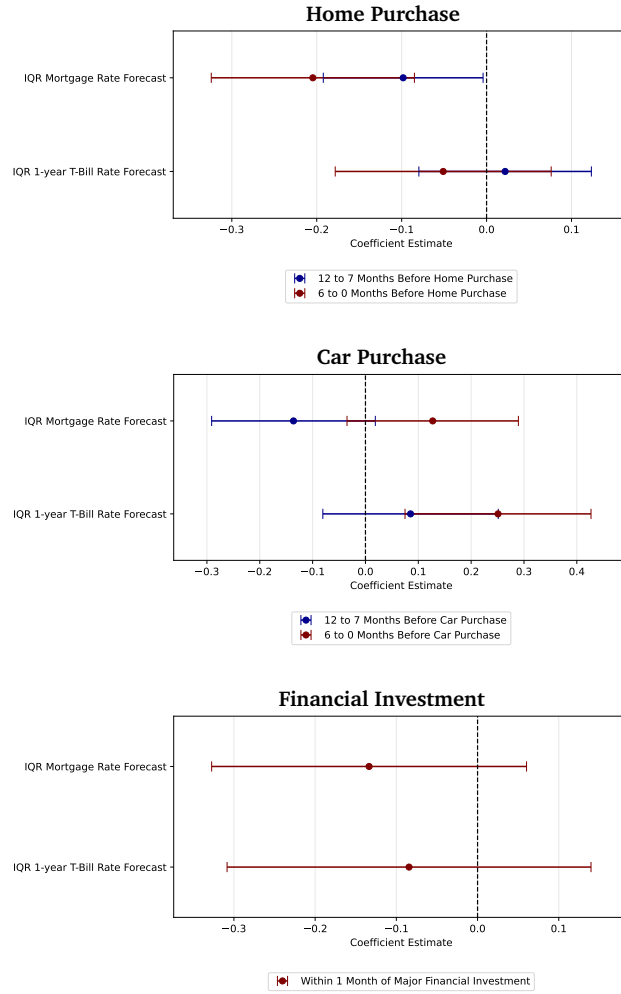 Home Purchase
IQR Mortgage Rate Forecast
IQR 1-year T-Bill Rate Forecast
−0.3 −0.2 −0.1 0.0 0.1
Coefficient Estimate
12 to 7 Months Before Home Purchase
6 to 0 Months Before Home Purchase
Car Purchase
IQR Mortgage Rate Forecast
IQR 1-year T-Bill Rate Forecast
−0.3 −0.2 −0.1 0.0 0.1 0.2 0.3 0.4
Coefficient Estimate
12 to 7 Months Before Car Purchase
6 to 0 Months Before Car Purchase
Financial Investment
IQR Mortgage Rate Forecast
IQR 1-year T-Bill Rate Forecast
−0.3 −0.2 −0.1 0.0 0.1
Coefficient Estimate
Within 1 Month of Major Financial Investment